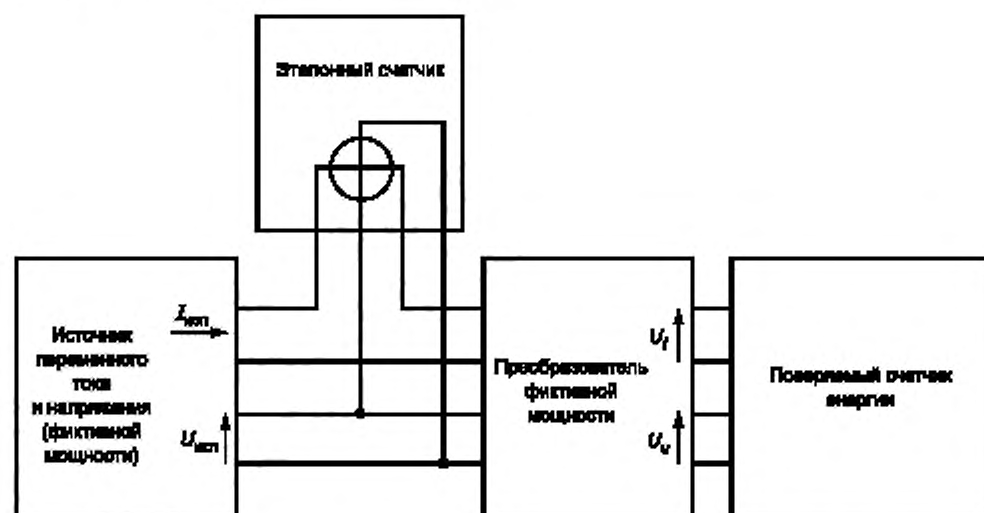 Эталонный счетчик
Источник
переменного
тока
и напряжения
(фиктивной
мощности)
Iисп
Uисп
Преобразователь
фиктивной
мощности
UI
Uu
Поверяемый счетчик
энергии